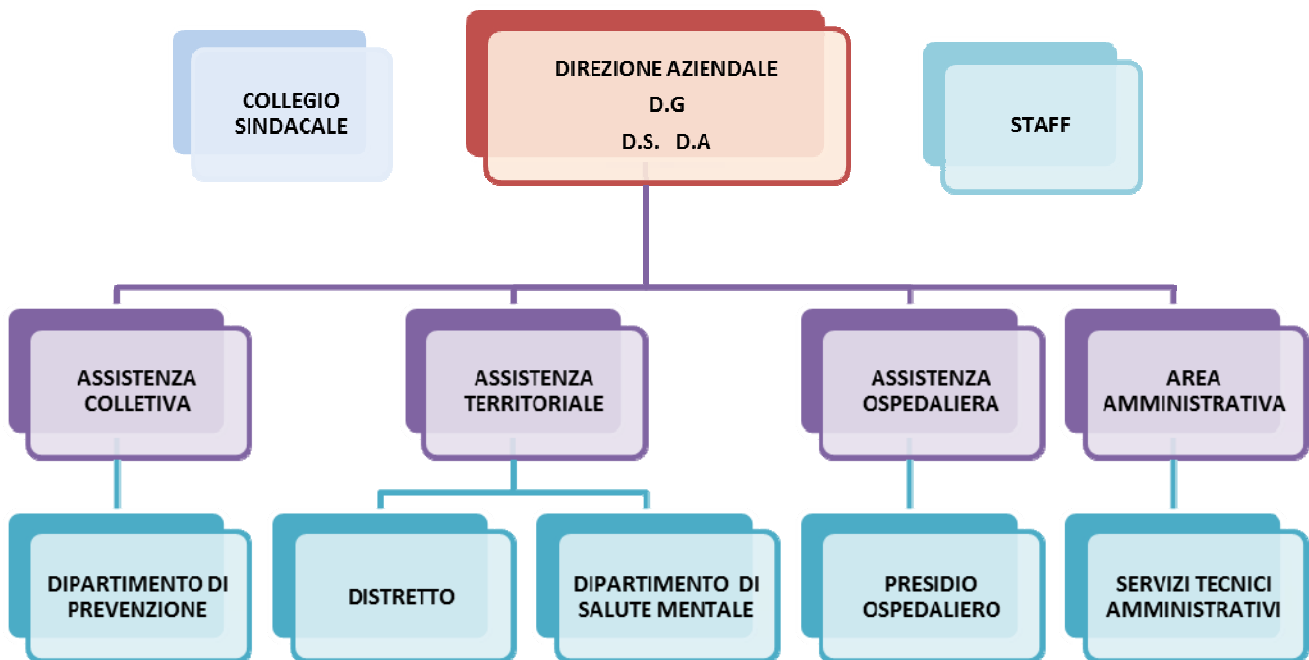 COLLEGIO
SINDACALE
DIREZIONE AZIENDALE
D.G
D.S. D.A
STAFF
ASSISTENZA
COLLETIVA
ASSISTENZA
TERRITORIALE
ASSISTENZA
OSPEDALIERA
AREA
AMMINISTRATIVA
DIPARTIMENTO DI
PREVENZIONE
DISTRETTO
DIPARTIMENTO DI
SALUTE MENTALE
PRESIDIO
OSPEDALIERO
SERVIZI TECNICI
AMMINISTRATIVI